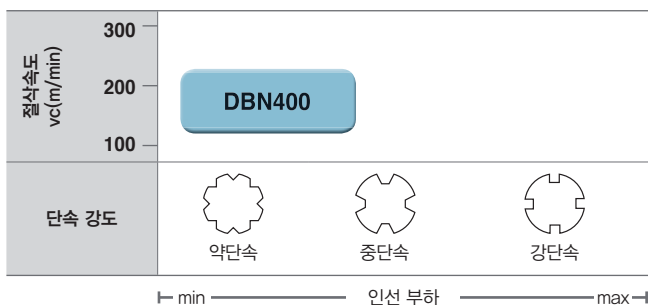 300
절삭속도
vc(m/min)
200
DBN400
100
단속 강도
약단속
중단속
강단속
min
인선 부하
max